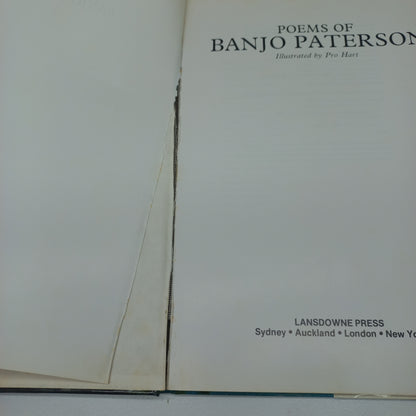 POEMS OF
BANJO PATERSON
Illustrated by Pro Hart
LANSDOWNE PRESS
Sydney • Auckland • London • New Yo